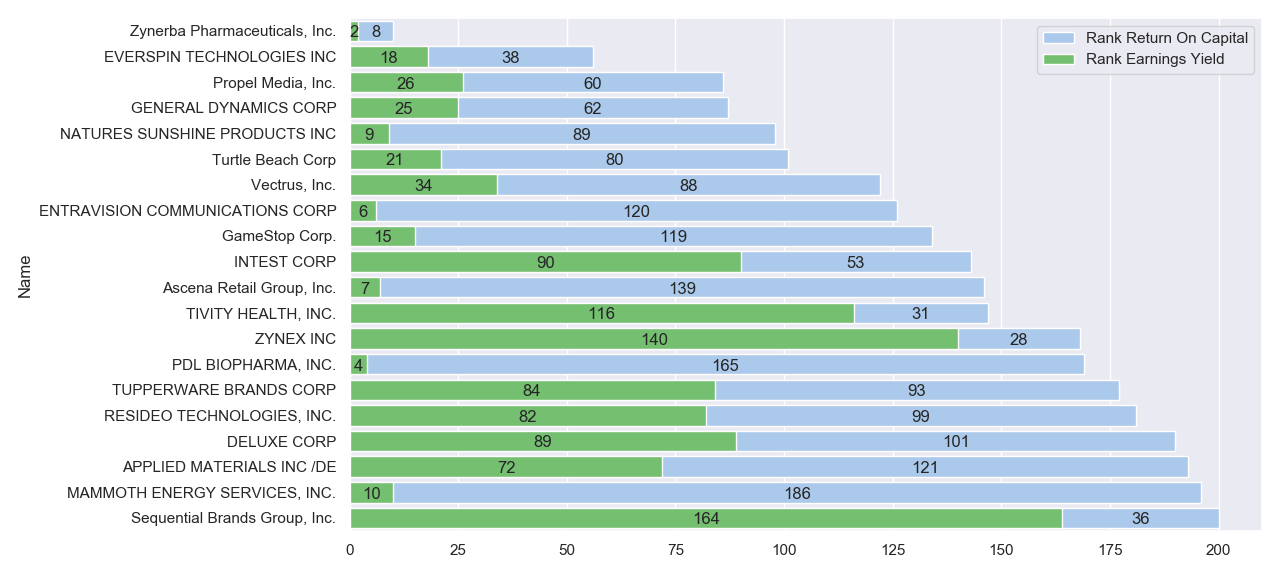 Rank Return On Capital
Rank Earnings Yield
Name
Zynerba Pharmaceuticals, Inc. 2 8
EVERSPIN TECHNOLOGIES INC 18 38
Propel Media, Inc. 26 60
GENERAL DYNAMICS CORP 25 62
NATURES SUNSHINE PRODUCTS INC 9 89
Turtle Beach Corp 21 80
Vectrus, Inc. 34 88
ENTRAVISION COMMUNICATIONS CORP 6 120
GameStop Corp. 15 119
INTEST CORP 90 53
Ascena Retail Group, Inc. 7 139
TIVITY HEALTH, INC. 116 31
ZYNEX INC 140 28
PDL BIOPHARMA, INC. 4 165
TUPPERWARE BRANDS CORP 84 93
RESIDEO TECHNOLOGIES, INC. 82 99
DELUXE CORP 89 101
APPLIED MATERIALS INC /DE 72 121
MAMMOTH ENERGY SERVICES, INC. 10 186
Sequential Brands Group, Inc. 164 36
0 25 50 75 100 125 150 175 200